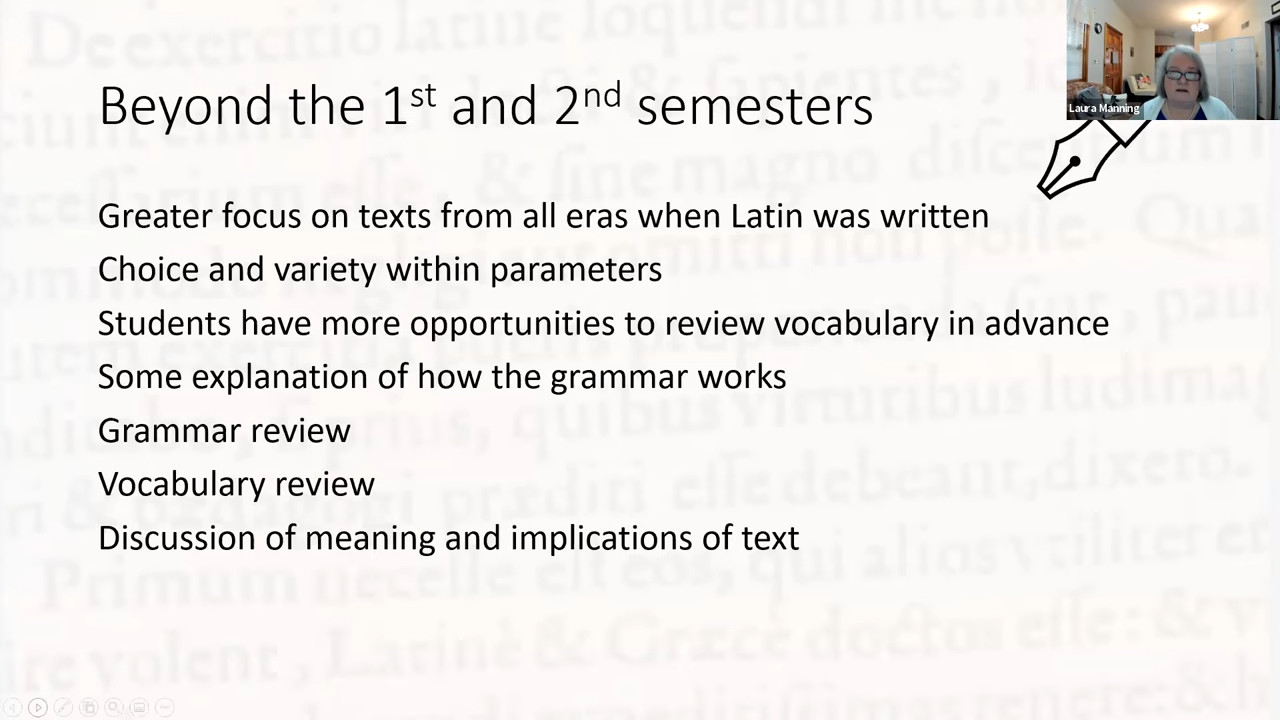 Beyond the 1st and 2nd semesters
Laura Manning
Greater focus on texts from all eras when Latin was written
Choice and variety within parameters
Students have more opportunities to review vocabulary in advance
Some explanation of how the grammar works
Grammar review
Vocabulary review
Discussion of meaning and implications of text